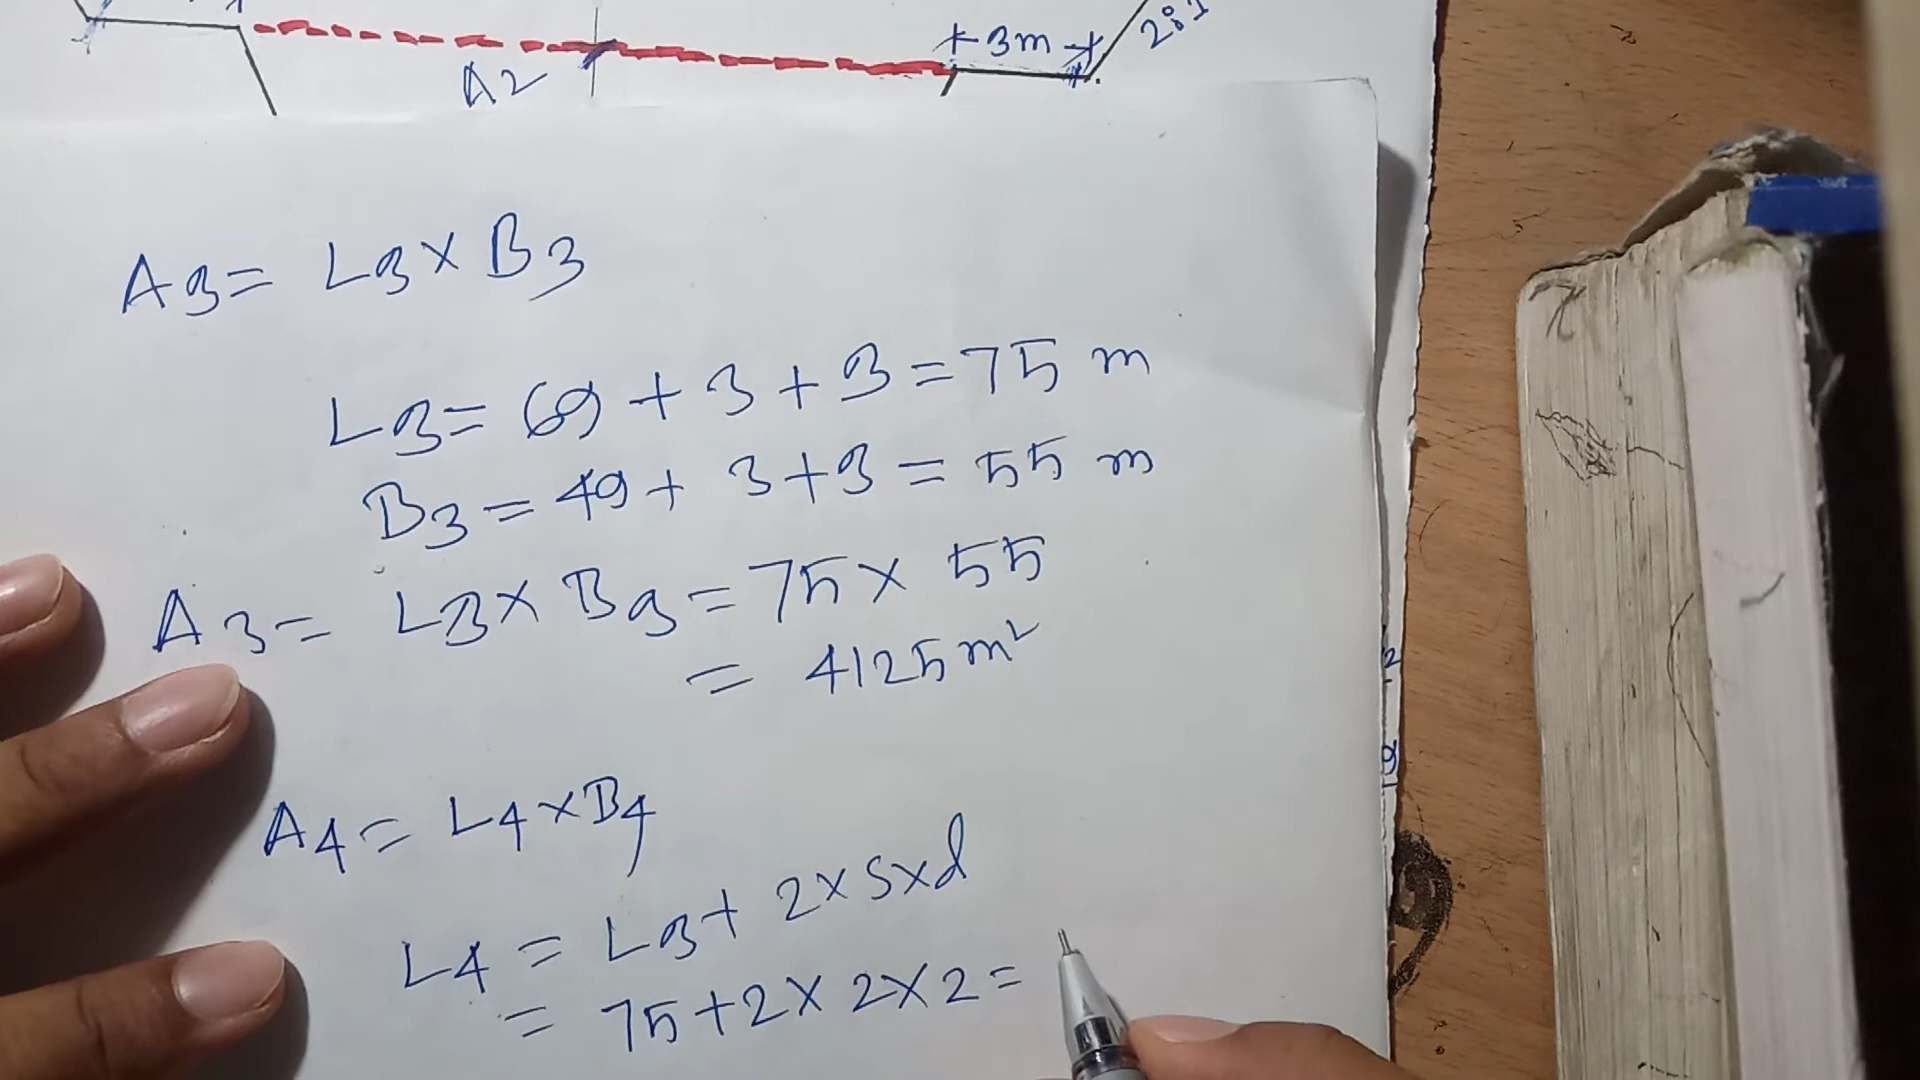 3m
2:1
A2
A3= L3×B3
L3= 69 + 3 + 3 = 75 m
B3 = 49 + 3+3 = 55 m
A3= L3× B3 = 75 × 55
= 4125 m²
A4 = L4×B4
L4 = L3+ 2×S×d
= 75+2× 2×2 =